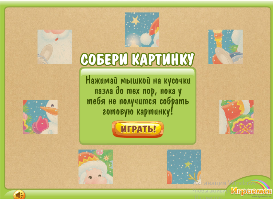 СОБЕРИ КАРТИНКУ
Нажимай мышкой на кусочки
пазла до тех пор, пока у
тебя не получится собрать
готовую картинку!
ИГРАТЬ!